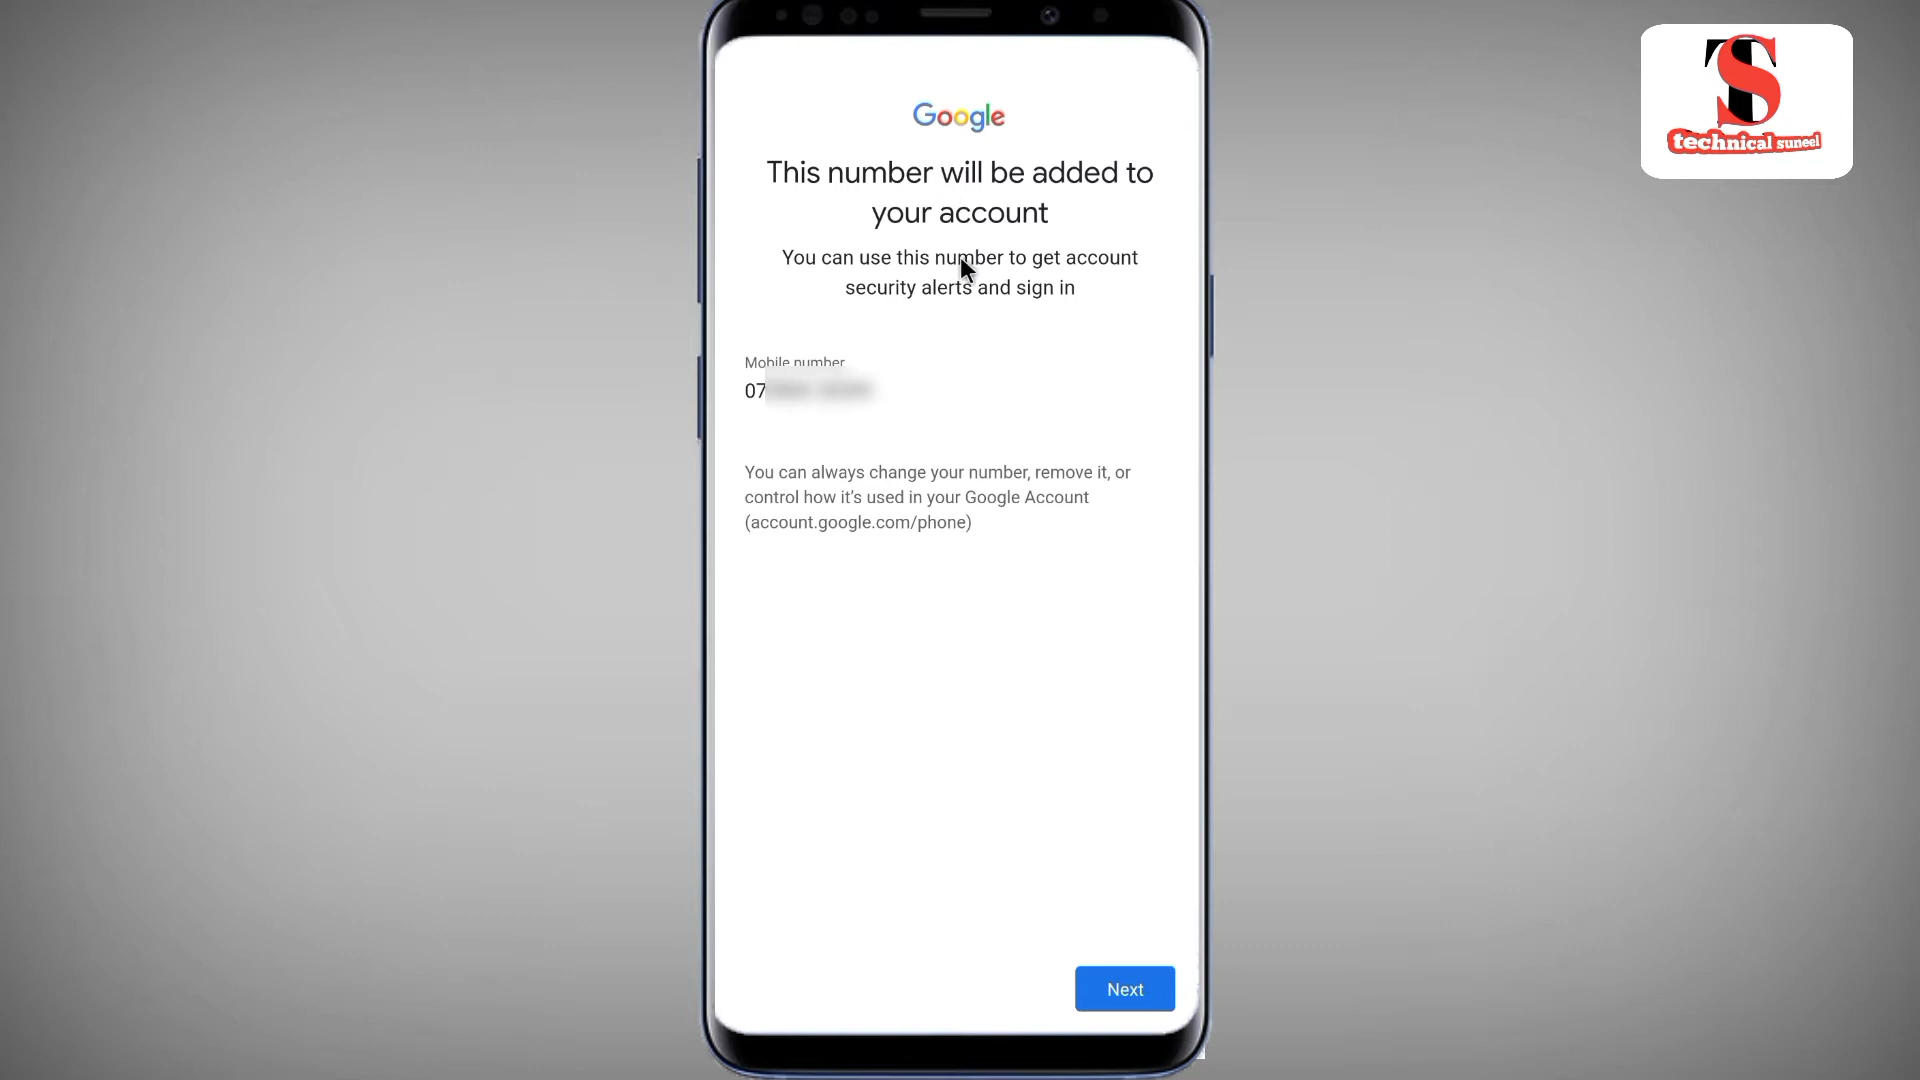 TS
technical suneel
Google
This number will be added to
your account
You can use this number to get account
security alerts and sign in
Mobile number
07
You can always change your number, remove it, or
control how it's used in your Google Account
(account.google.com/phone)
Next